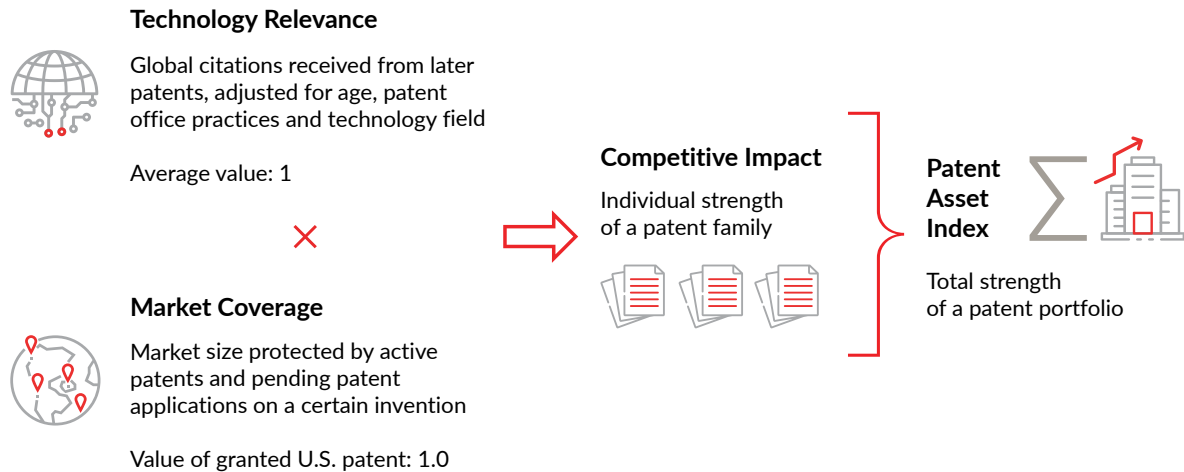 Technology Relevance
Global citations received from later
patents, adjusted for age, patent
office practices and technology field
Average value: 1
×
Market Coverage
Market size protected by active
patents and pending patent
applications on a certain invention
Value of granted U.S. patent: 1.0
Competitive Impact
Individual strength
of a patent family
Patent
Asset
Index
Σ
Total strength
of a patent portfolio